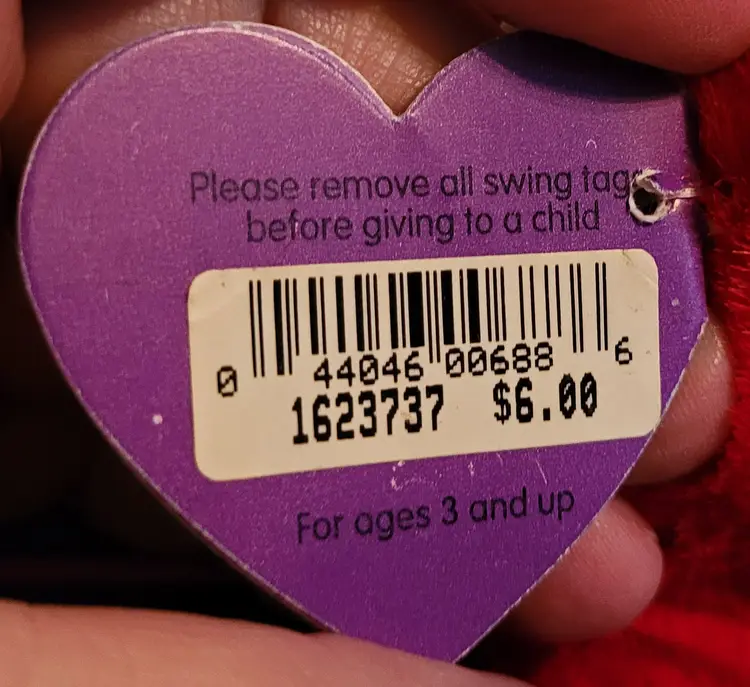 Please remove all swing tags
before giving to a child
0 44046 00688 6
1623737 $6.00
For ages 3 and up